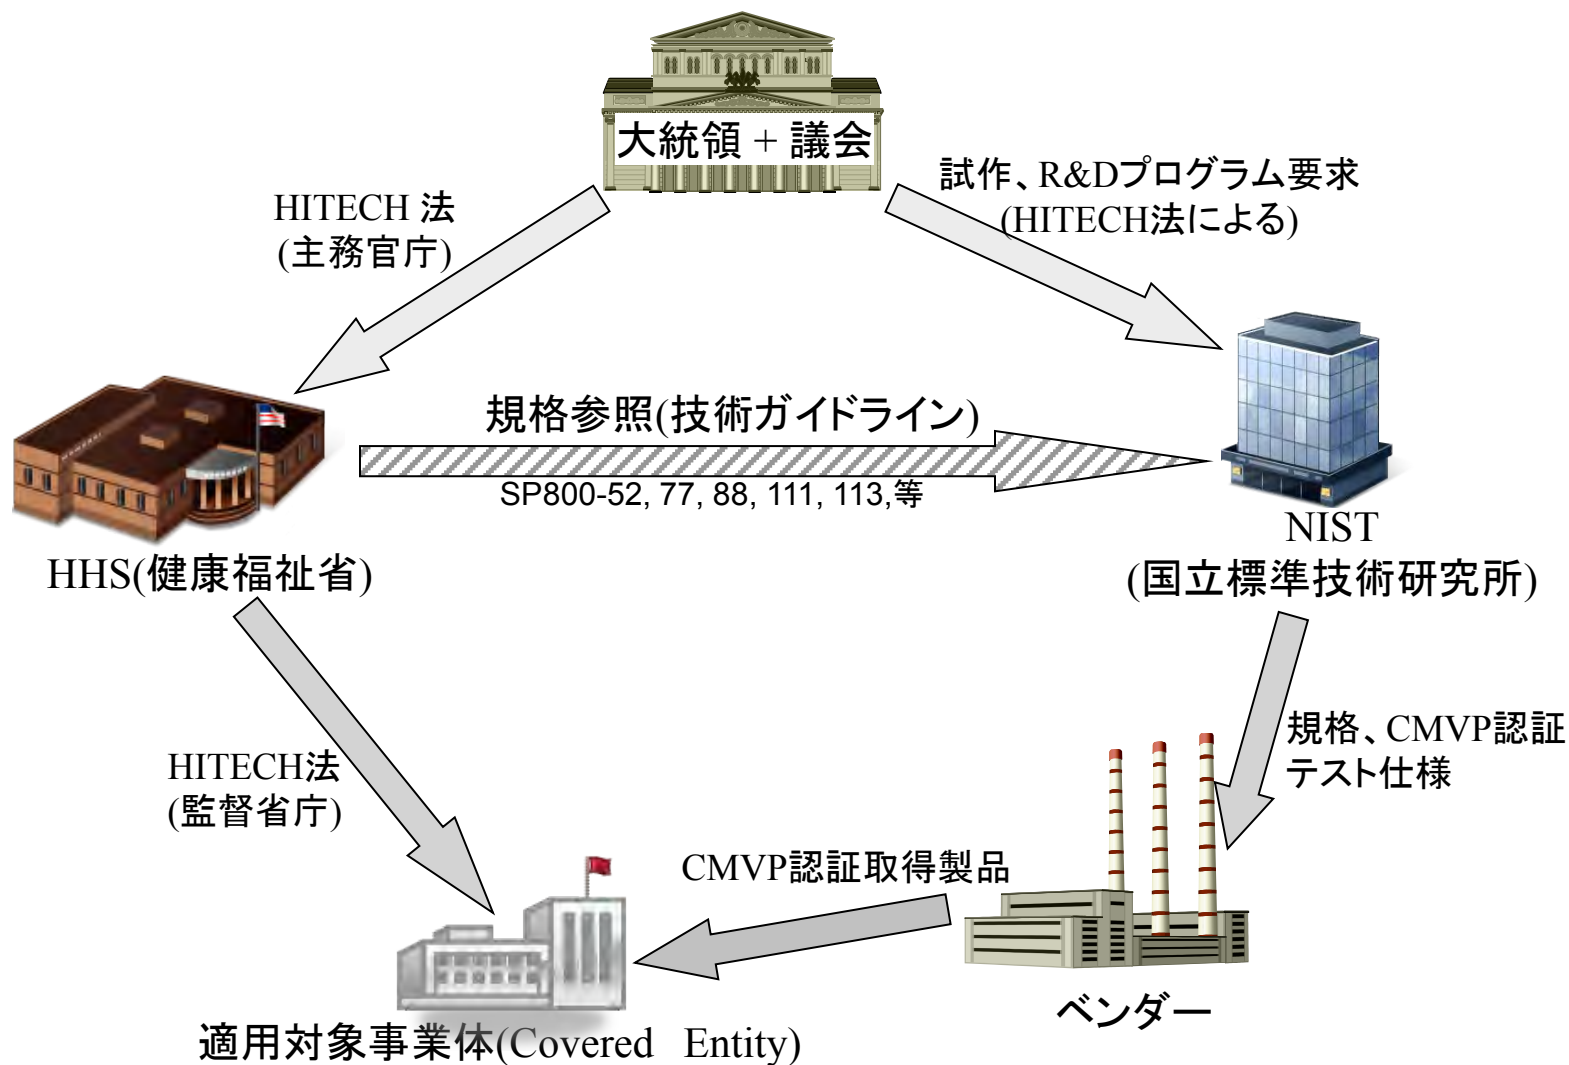 大統領 + 議会
HITECH 法
(主務官庁)
試作、R&Dプログラム要求
(HITECH法による)
規格参照(技術ガイドライン)
SP800-52, 77, 88, 111, 113,等
HHS(健康福祉省)
NIST
(国立標準技術研究所)
HITECH法
(監督省庁)
規格、CMVP認証
テスト仕様
CMVP認証取得製品
ベンダー
適用対象事業体(Covered Entity)